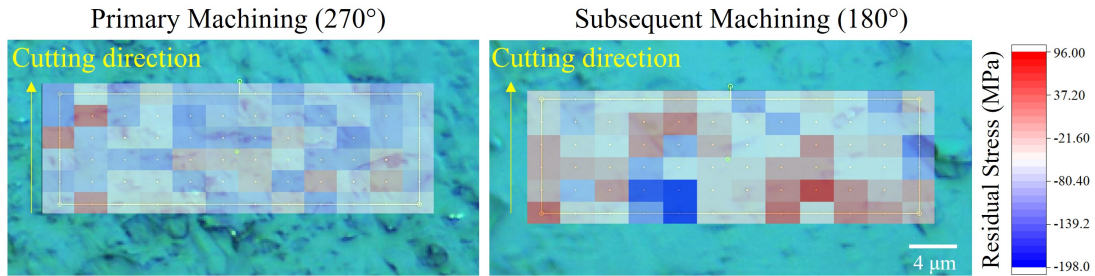 Primary Machining (270°)
Subsequent Machining (180°)
Cutting direction
Cutting direction
Residual Stress (MPa)
96.00
37.20
-21.60
-80.40
-139.2
-198.0
4 μm